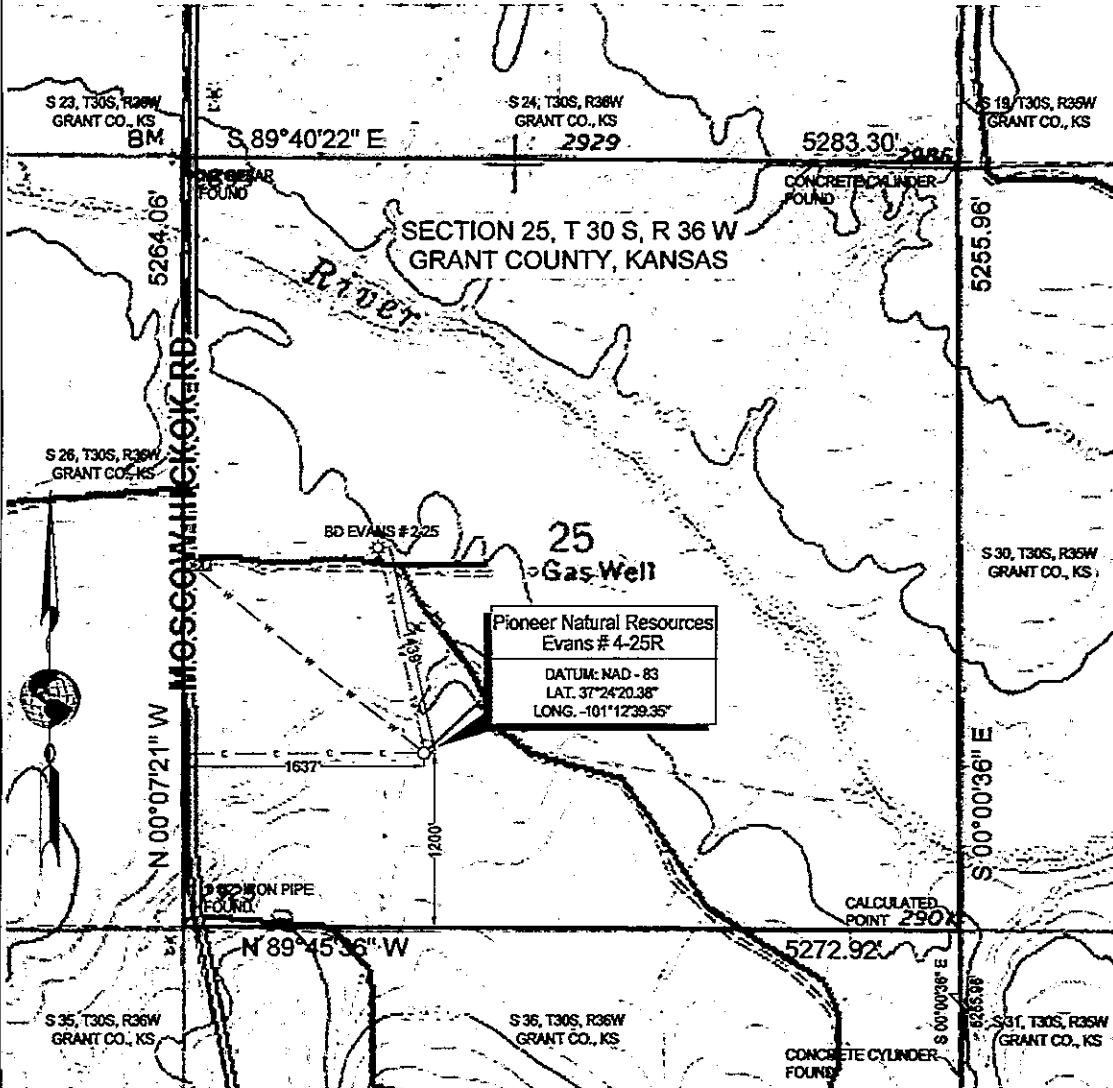 S 23, T30S, R36W
GRANT CO., KS
S 24, T30S, R36W
GRANT CO., KS
S 19, T30S, R35W
GRANT CO., KS
BM
S 89°40'22" E
2929
5283.30'
FOUND
CONCRETE CYLINDER
FOUND
5264.06'
5255.96'
SECTION 25, T 30 S, R 36 W
GRANT COUNTY, KANSAS
River
MOSCOW HICKOK RD
S 26, T30S, R36W
GRANT CO., KS
BD EVANS # 2-25
25
Gas Well
S 30, T30S, R35W
GRANT CO., KS
Pioneer Natural Resources
Evans # 4-25R
DATUM: NAD - 83
LAT. 37°24'20.38"
LONG. -101°12'39.35"
1637'
1200'
N 00°07'21" W
S 00°00'36" E
IRON PIPE
FOUND
CALCULATED
POINT
N 89°45'36" W
5272.92'
S 00°00'36" E
S 35, T30S, R36W
GRANT CO., KS
S 36, T30S, R36W
GRANT CO., KS
S 31, T30S, R35W
GRANT CO., KS
CONCRETE CYLINDER
FOUND